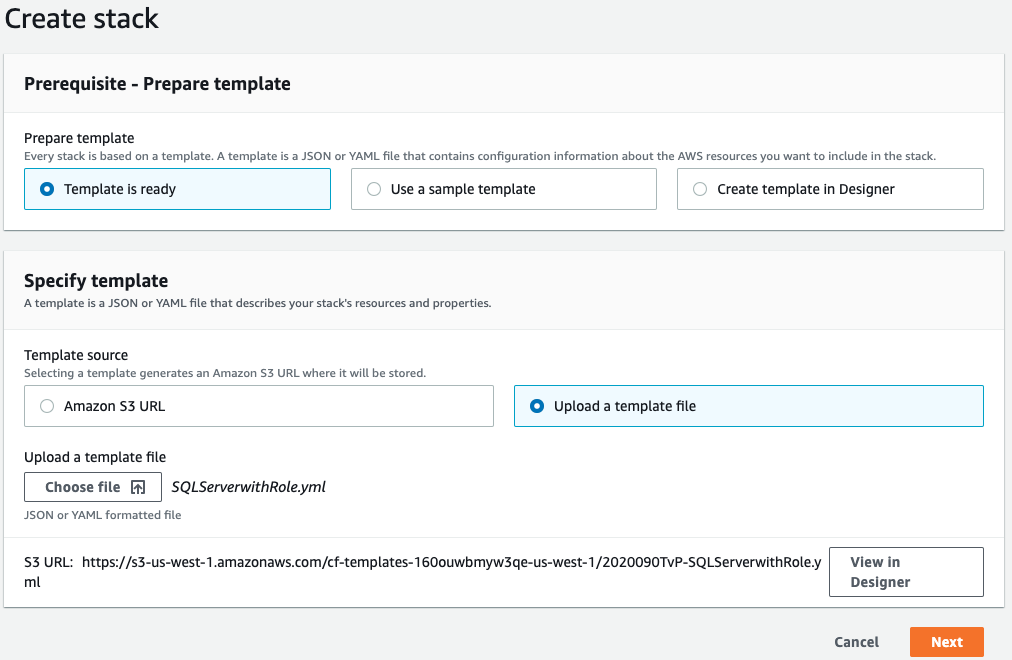 Create stack
Prerequisite - Prepare template
Prepare template
Every stack is based on a template. A template is a JSON or YAML file that contains configuration information about the AWS resources you want to include in the stack.
Template is ready
Use a sample template
Create template in Designer
Specify template
A template is a JSON or YAML file that describes your stack's resources and properties.
Template source
Selecting a template generates an Amazon S3 URL where it will be stored.
Amazon S3 URL
Upload a template file
Upload a template file
Choose file
SQLServerwithRole.yml
JSON or YAML formatted file
S3 URL: https://s3-us-west-1.amazonaws.com/cf-templates-160ouwbmyw3qe-us-west-1/2020090TvP-SQLServerwithRole.y
ml
View in
Designer
Cancel
Next